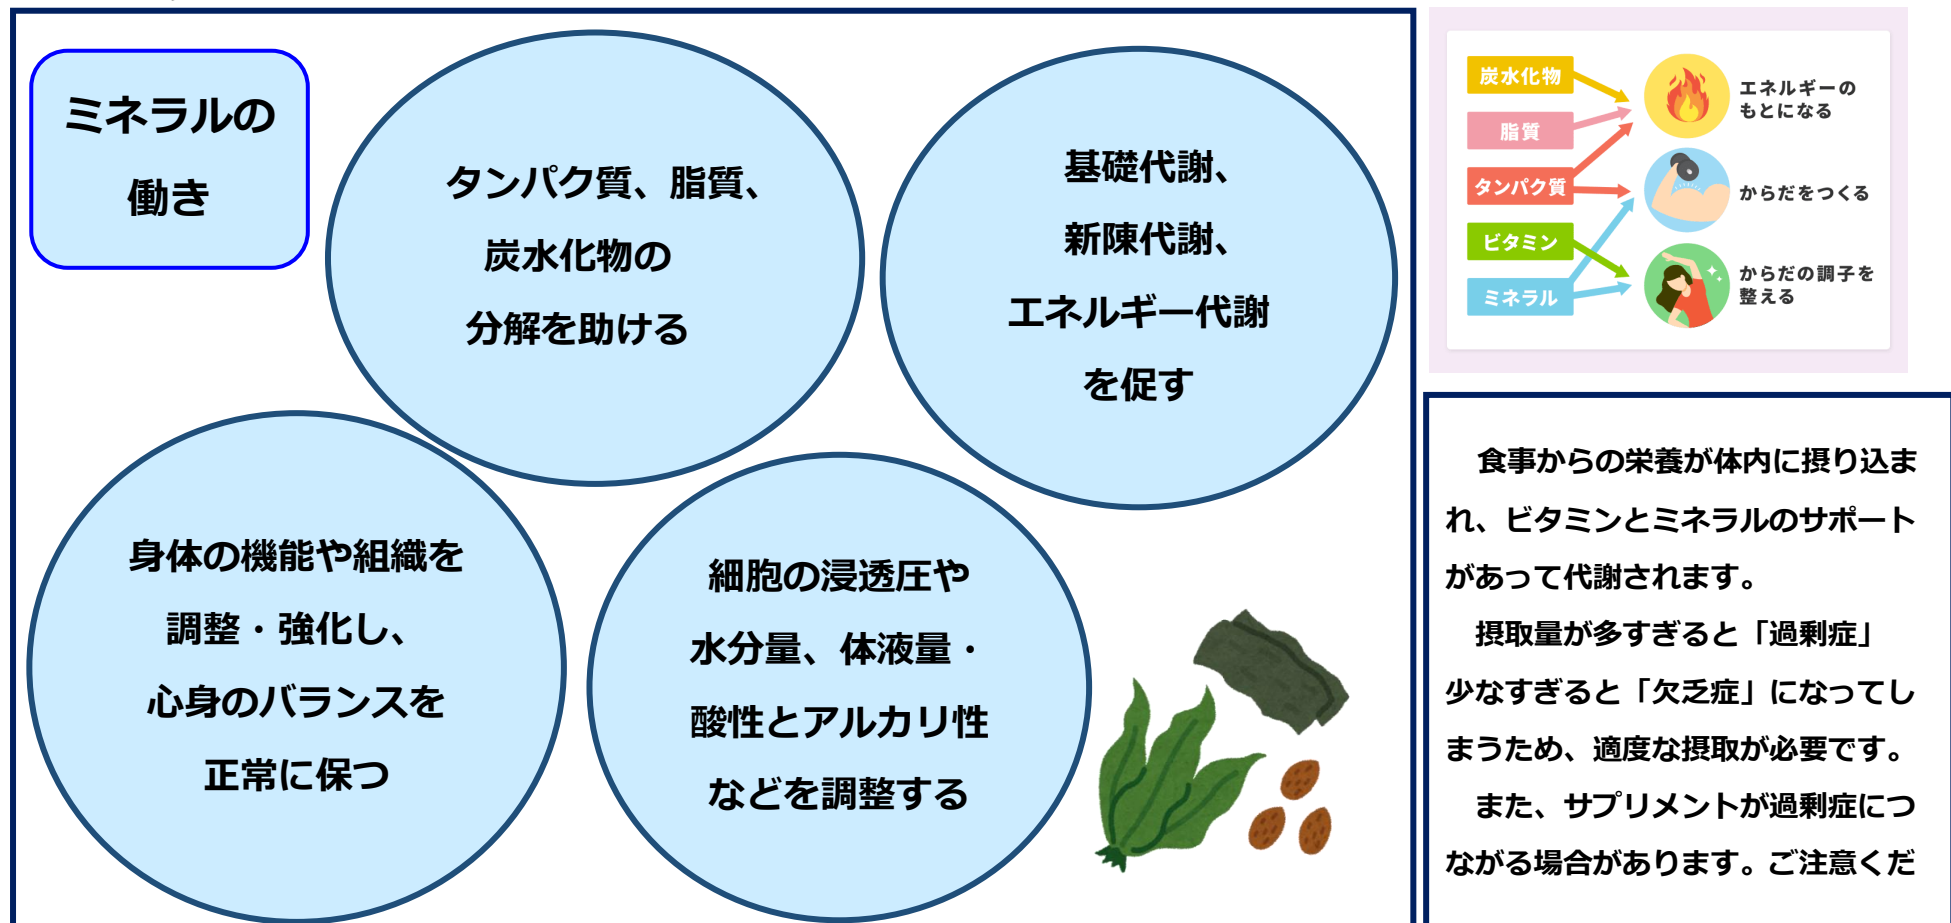 ミネラルの
働き
タンパク質、脂質、
炭水化物の
分解を助ける
基礎代謝、
新陳代謝、
エネルギー代謝
を促す
身体の機能や組織を
調整・強化し、
心身のバランスを
正常に保つ
細胞の浸透圧や
水分量、体液量・
酸性とアルカリ性
などを調整する
炭水化物
脂質
タンパク質
ビタミン
ミネラル
エネルギーの
もとになる
からだをつくる
からだの調子を
整える
食事からの栄養が体内に摂り込ま
れ、ビタミンとミネラルのサポート
があって代謝されます。
摂取量が多すぎると「過剰症」
少なすぎると「欠乏症」になってし
まうため、適度な摂取が必要です。
また、サプリメントが過剰症につ
ながる場合があります。ご注意くだ